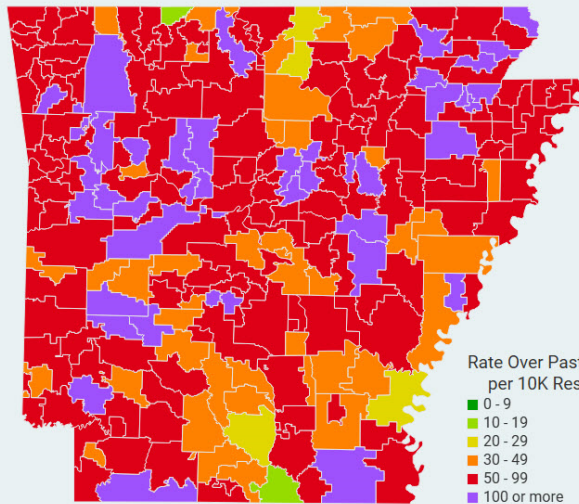 Rate Over Past
per 10K Res
0 - 9
10 - 19
20 - 29
30 - 49
50 - 99
100 or more